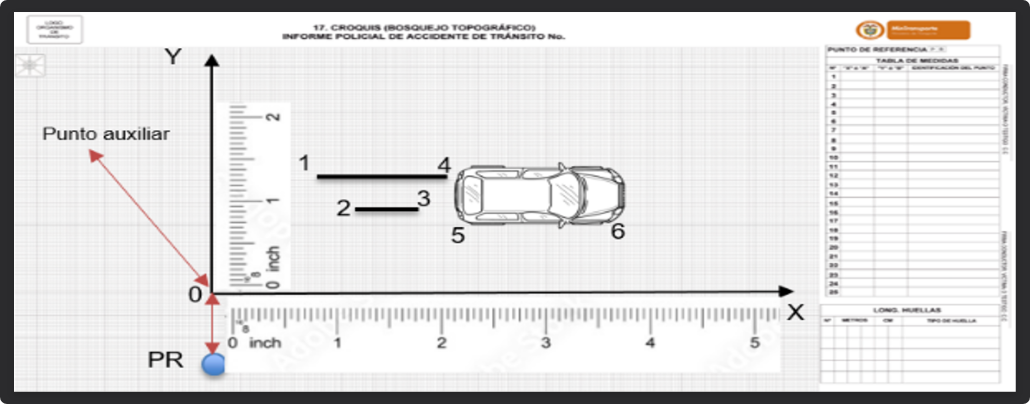 LOGO
ORGANISMO
DE
TRANSITO
17. CROQUIS (BOSQUEJO TOPOGRÁFICO)
INFORME POLICIAL DE ACCIDENTE DE TRÁNSITO No.
MinTransporte
PUNTO DE REFERENCIA
TABLA DE MEDIDAS
IDENTIFICACIÓN DEL PUNTO
1
2
3
4
5
6
7
8
9
10
11
12
13
14
15
16
17
18
19
20
21
22
23
24
25
LONG. HUELLAS
N° METROS CM TIPO DE HUELLA
Y
Punto auxiliar
2
1
0 inch
1
4
2
3
5
6
0
X
0 inch 1 2 3 4 5
PR